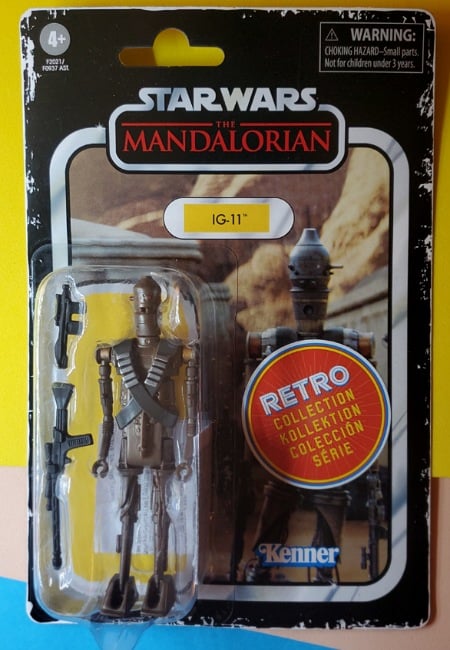 4+
F2021/
F0937 AST.
WARNING:
CHOKING HAZARD–Small parts.
Not for children under 3 years.
STAR WARS
THE
MANDALORIAN
IG-11™
RETRO
COLLECTION
KOLLEKTION
COLECCIÓN
SÉRIE
Kenner